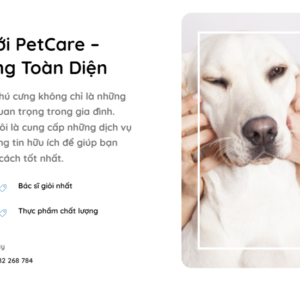 ới PetCare –
ng Toàn Diện
hú cưng không chỉ là những
uan trọng trong gia đình.
ôi là cung cấp những dịch vụ
ng tin hữu ích để giúp bạn
cách tốt nhất.
Bác sĩ giỏi nhất
Thực phẩm chất lượng
32 268 784